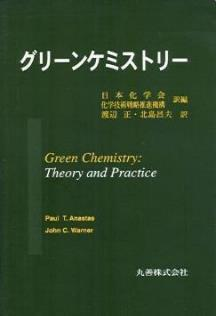 グリーンケミストリー
日本化学会
化学技術戦略推進機構 訳編
渡辺 正・北島昌夫 訳
Green Chemistry:
Theory and Practice
Paul T. Anastas
John C. Warner
丸善株式会社